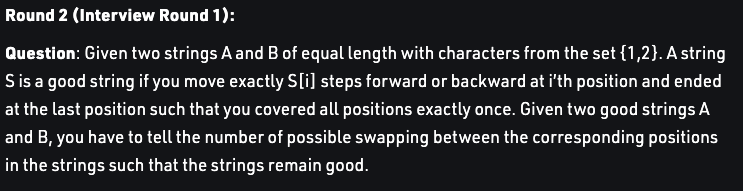 Round 2 (Interview Round 1):
Question: Given two strings A and B of equal length with characters from the set {1,2}. A string
S is a good string if you move exactly S[i] steps forward or backward at i'th position and ended
at the last position such that you covered all positions exactly once. Given two good strings A
and B, you have to tell the number of possible swapping between the corresponding positions
in the strings such that the strings remain good.